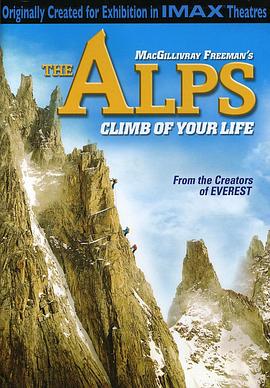 Originally Created for Exhibition in IMAX Theatres
MacGillivray Freeman's
THE ALPS
CLIMB OF YOUR LIFE
From the Creators
of EVEREST